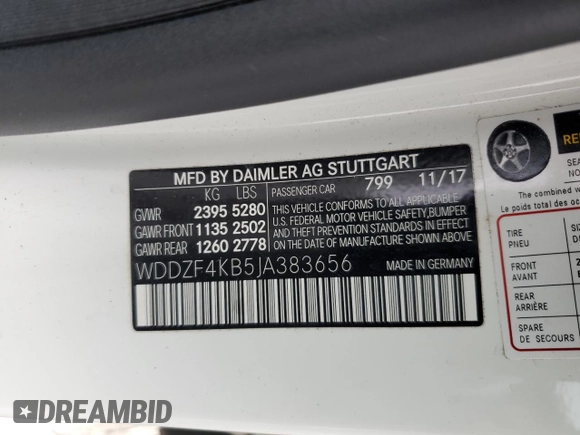 MFD BY DAIMLER AG STUTTGART
KG LBS PASSENGER CAR 799 11/17
GVWR 2395 5280
GAWR FRONT 1135 2502
GAWR REAR 1260 2778
THIS VEHICLE CONFORMS TO ALL APPLICABLE
U.S. FEDERAL MOTOR VEHICLE SAFETY, BUMPER
AND THEFT PREVENTION STANDARDS IN EFFECT
ON THE DATE OF MANUFACTURE SHOWN ABOVE
WDDZF4KB5JA383656 MADE IN GERMANY
SEA
NO
The combined w
Le poids total des oc
TIRE
PNEU
FRONT
AVANT
REAR
ARRIÈRE
SPARE
DE SECOURS
DREAMBID